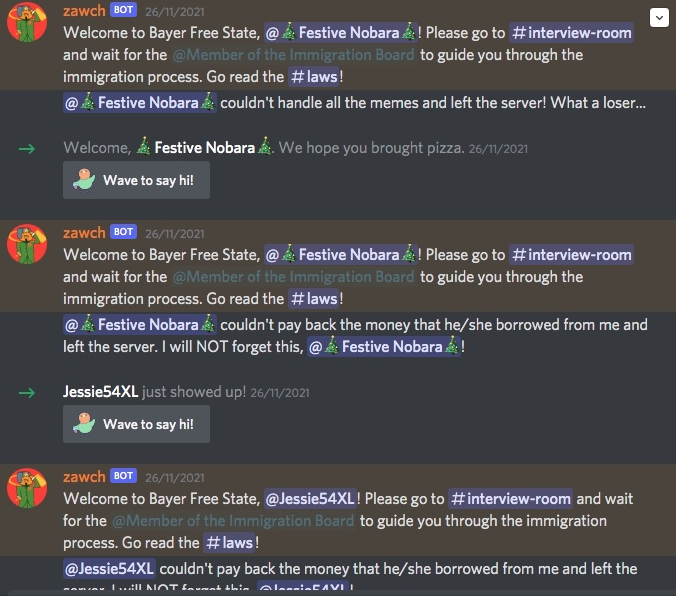 zawch BOT 26/11/2021
Welcome to Bayer Free State, @🎄Festive Nobara🎄! Please go to #interview-room
and wait for the @Member of the Immigration Board to guide you through the
immigration process. Go read the #laws!
@🎄Festive Nobara🎄 couldn't handle all the memes and left the server! What a loser...
Welcome, 🎄Festive Nobara🎄. We hope you brought pizza. 26/11/2021
Wave to say hi!
zawch BOT 26/11/2021
Welcome to Bayer Free State, @🎄Festive Nobara🎄! Please go to #interview-room
and wait for the @Member of the Immigration Board to guide you through the
immigration process. Go read the #laws!
@🎄Festive Nobara🎄 couldn't pay back the money that he/she borrowed from me and
left the server. I will NOT forget this, @🎄Festive Nobara🎄!
Jessie54XL just showed up! 26/11/2021
Wave to say hi!
zawch BOT 26/11/2021
Welcome to Bayer Free State, @Jessie54XL! Please go to #interview-room and wait
for the @Member of the Immigration Board to guide you through the immigration
process. Go read the #laws!
@Jessie54XL couldn't pay back the money that he/she borrowed from me and left the
server. I will NOT forget this, @Jessie54XL!